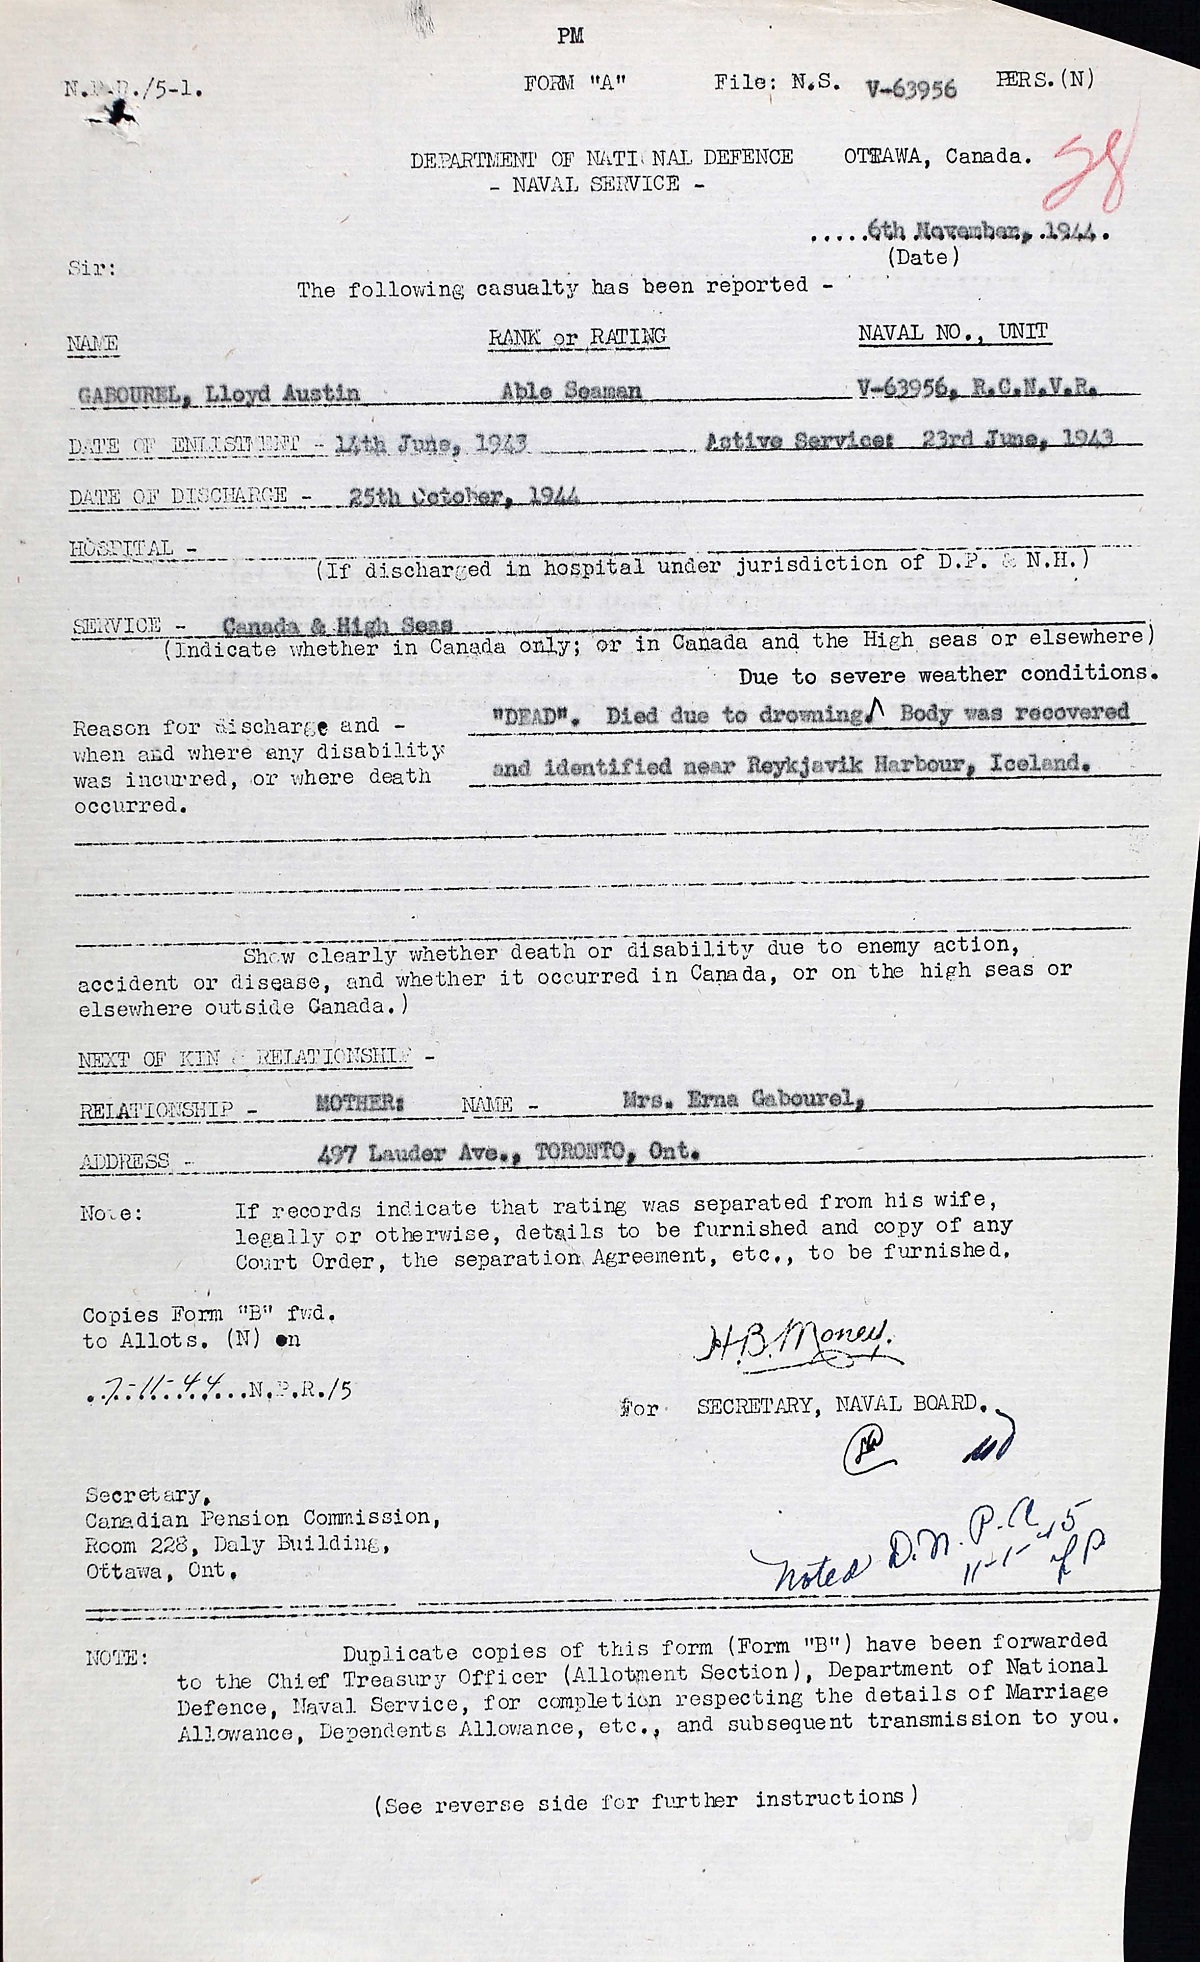 PM
N.P.R./5-1. FORM "A" File: N.S. V-63956 PERS.(N)
DEPARTMENT OF NATIONAL DEFENCE OTTAWA, Canada. 28
- NAVAL SERVICE -
.....6th November, 1944.
(Date)
Sir:
The following casualty has been reported -
NAME RANK or RATING NAVAL NO., UNIT
GABOUREL, Lloyd Austin Able Seaman V-63956, R.C.N.V.R.
DATE OF ENLISTMENT - 14th June, 1943 Active Service: 23rd June, 1943
DATE OF DISCHARGE - 25th October, 1944
HOSPITAL -
(If discharged in hospital under jurisdiction of D.P. & N.H.)
SERVICE - Canada & High Seas
(Indicate whether in Canada only; or in Canada and the High seas or elsewhere)
Due to severe weather conditions.
Reason for discharge and - "DEAD". Died due to drowning. Body was recovered
when and where any disability
was incurred, or where death and identified near Reykjavik Harbour, Iceland.
occurred.
Show clearly whether death or disability due to enemy action,
accident or disease, and whether it occurred in Canada, or on the high seas or
elsewhere outside Canada.)
NEXT OF KIN & RELATIONSHIP -
RELATIONSHIP - MOTHER: NAME - Mrs. Erna Gabourel,
ADDRESS - 497 Lauder Ave., TORONTO, Ont.
Note: If records indicate that rating was separated from his wife,
legally or otherwise, details to be furnished and copy of any
Court Order, the separation Agreement, etc., to be furnished.
Copies Form "B" fwd.
to Allots. (N) on
H.B. Money.
.7-11-44...N.P.R./5
For SECRETARY, NAVAL BOARD.
Secretary,
Canadian Pension Commission,
Room 228, Daly Building,
Ottawa, Ont.
Noted D.N.P.A
11-1-45
NOTE: Duplicate copies of this form (Form "B") have been forwarded
to the Chief Treasury Officer (Allotment Section), Department of National
Defence, Naval Service, for completion respecting the details of Marriage
Allowance, Dependents Allowance, etc., and subsequent transmission to you.
(See reverse side for further instructions)